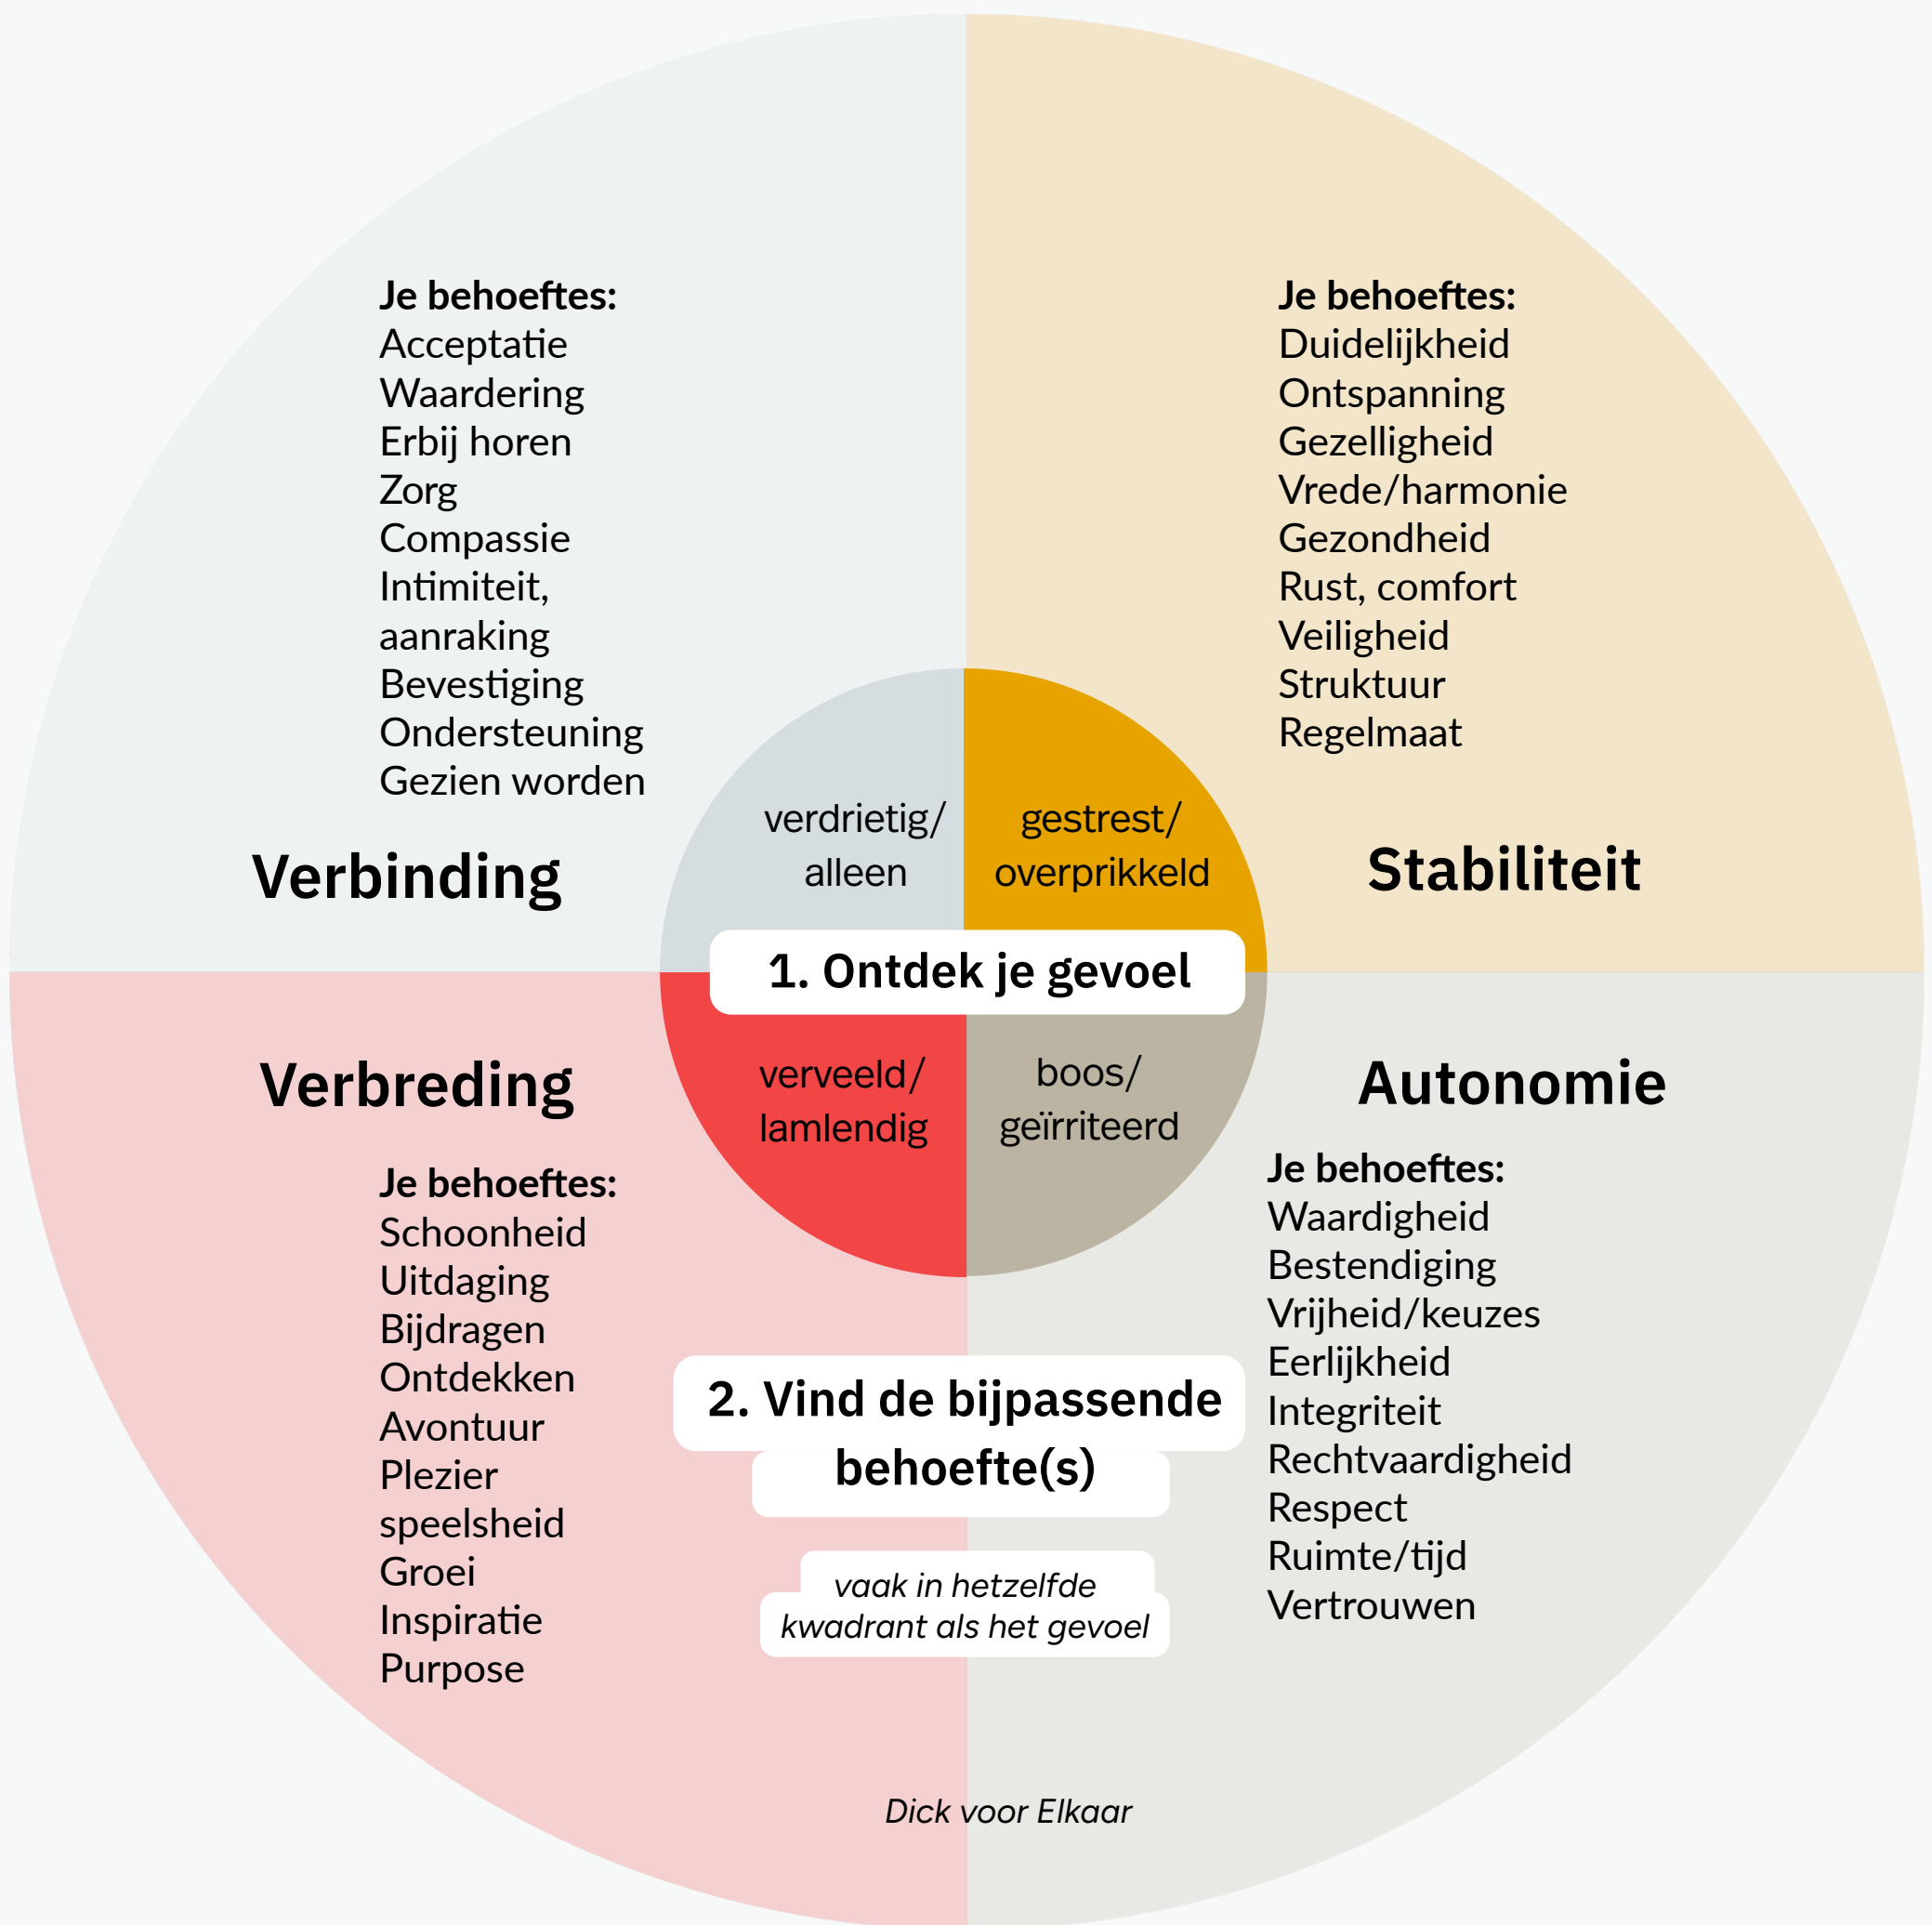 Je behoeftes:
Acceptatie
Waardering
Erbij horen
Zorg
Compassie
Intimiteit,
aanraking
Bevestiging
Ondersteuning
Gezien worden
Verbinding
Je behoeftes:
Duidelijkheid
Ontspanning
Gezelligheid
Vrede/harmonie
Gezondheid
Rust, comfort
Veiligheid
Struktuur
Regelmaat
Stabiliteit
verdrietig/
alleen
gestrest/
overprikkeld
1. Ontdek je gevoel
verveeld/
lamlendig
boos/
geïrriteerd
Verbreding
Je behoeftes:
Schoonheid
Uitdaging
Bijdragen
Ontdekken
Avontuur
Plezier
speelsheid
Groei
Inspiratie
Purpose
Autonomie
Je behoeftes:
Waardigheid
Bestendiging
Vrijheid/keuzes
Eerlijkheid
Integriteit
Rechtvaardigheid
Respect
Ruimte/tijd
Vertrouwen
2. Vind de bijpassende
behoefte(s)
vaak in hetzelfde
kwadrant als het gevoel
Dick voor Elkaar